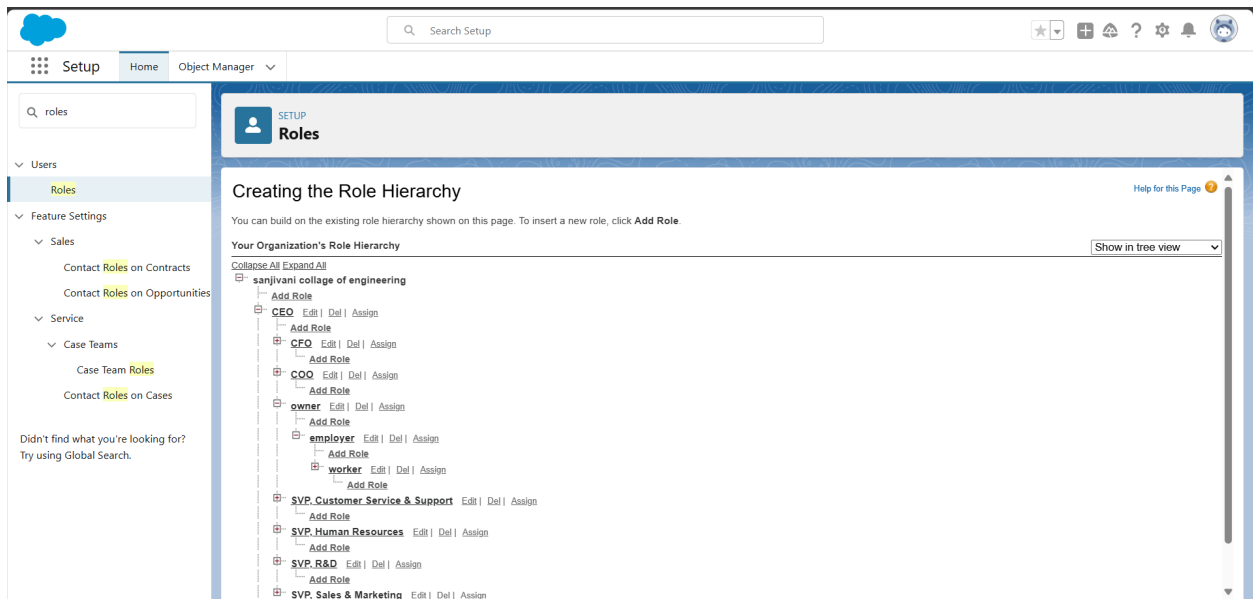 Search Setup
Setup
Home
Object Manager
roles
Users
Roles
Feature Settings
Sales
Contact Roles on Contracts
Contact Roles on Opportunities
Service
Case Teams
Case Team Roles
Contact Roles on Cases
Didn't find what you're looking for?
Try using Global Search.
SETUP
Roles
Creating the Role Hierarchy
Help for this Page
You can build on the existing role hierarchy shown on this page. To insert a new role, click Add Role.
Your Organization's Role Hierarchy
Show in tree view
Collapse All Expand All
sanjivani collage of engineering
Add Role
CEO Edit | Del | Assign
Add Role
CFO Edit | Del | Assign
Add Role
COO Edit | Del | Assign
Add Role
owner Edit | Del | Assign
Add Role
employer Edit | Del | Assign
Add Role
worker Edit | Del | Assign
Add Role
SVP, Customer Service & Support Edit | Del | Assign
Add Role
SVP, Human Resources Edit | Del | Assign
Add Role
SVP, R&D Edit | Del | Assign
Add Role
SVP, Sales & Marketing Edit | Del | Assign